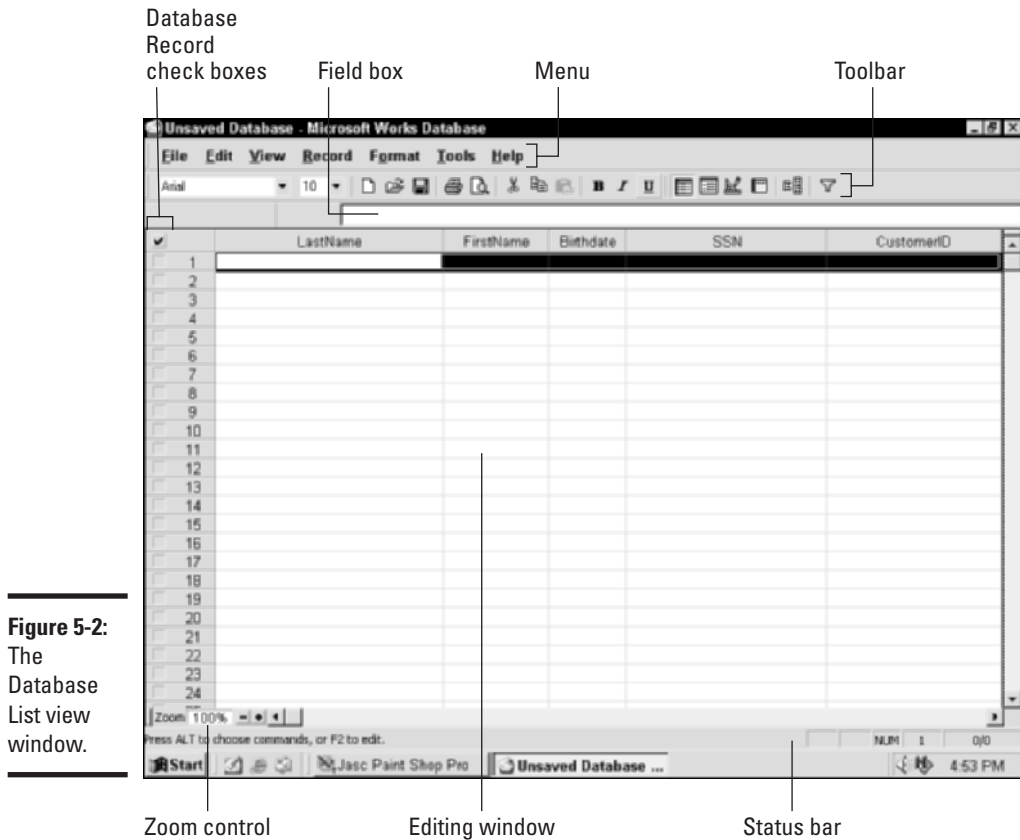 Database
Record
check boxes
Field box
Menu
Toolbar
Unsaved Database - Microsoft Works Database
File Edit View Record Format Tools Help
Arial 10 B I U
LastName FirstName Birthdate SSN CustomerID
1
2
3
4
5
6
7
8
9
10
11
12
13
14
15
16
17
18
19
20
21
22
23
24
Zoom 100%
Press ALT to choose commands, or F2 to edit.
NUM 1 0/0
Start Jasc Paint Shop Pro Unsaved Database ... 4:53 PM
Zoom control
Editing window
Status bar
Figure 5-2:
The
Database
List view
window.